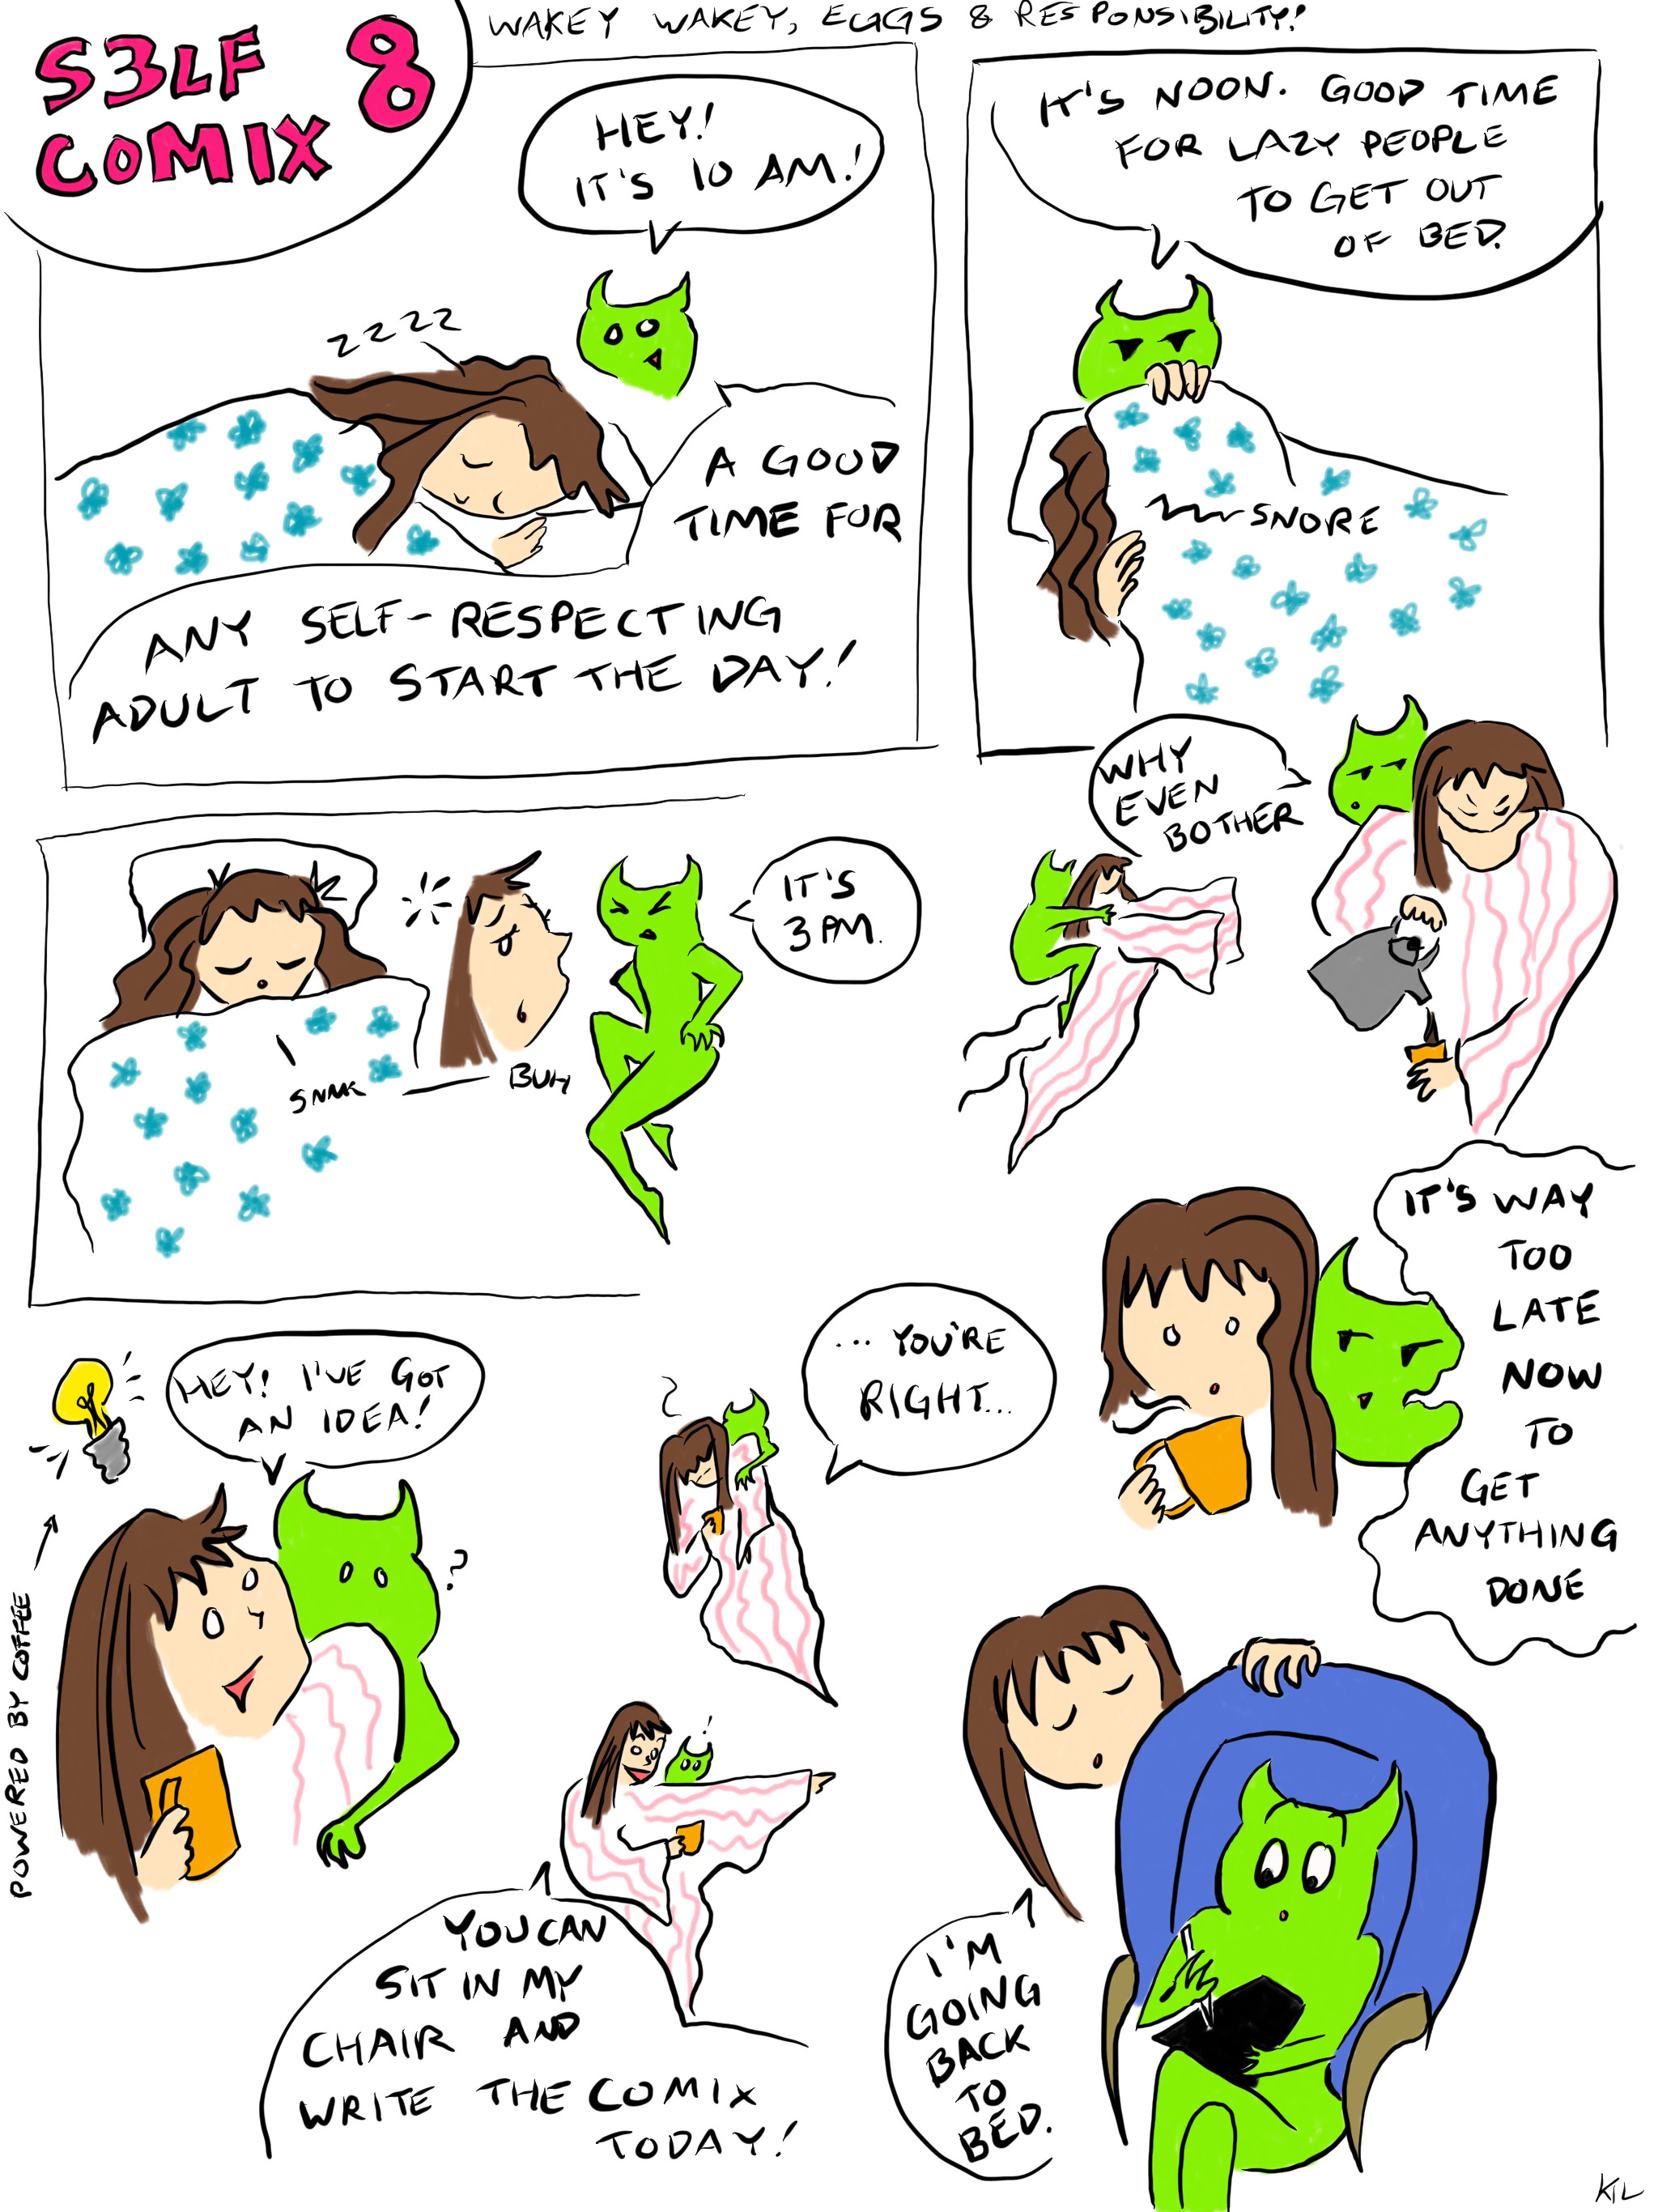 S3LF
COMIX 8
WAKEY WAKEY, EGGS & RESPONSIBILITY!
HEY!
IT'S 10 AM!
ZZZZ
A GOOD
TIME FOR
ANY SELF-RESPECTING
ADULT TO START THE DAY!
IT'S NOON. GOOD TIME
FOR LAZY PEOPLE
TO GET OUT
OF BED.
SNORE
SNNK
BUH
IT'S
3 PM.
WHY
EVEN
BOTHER
IT'S WAY
TOO
LATE
NOW
TO
GET
ANYTHING
DONE
... YOU'RE
RIGHT...
HEY! I'VE GOT
AN IDEA!
?
POWERED BY COFFEE
!
YOU CAN
SIT IN MY
CHAIR AND
WRITE THE COMIX
TODAY!
I'M
GOING
BACK
TO
BED.
KTL